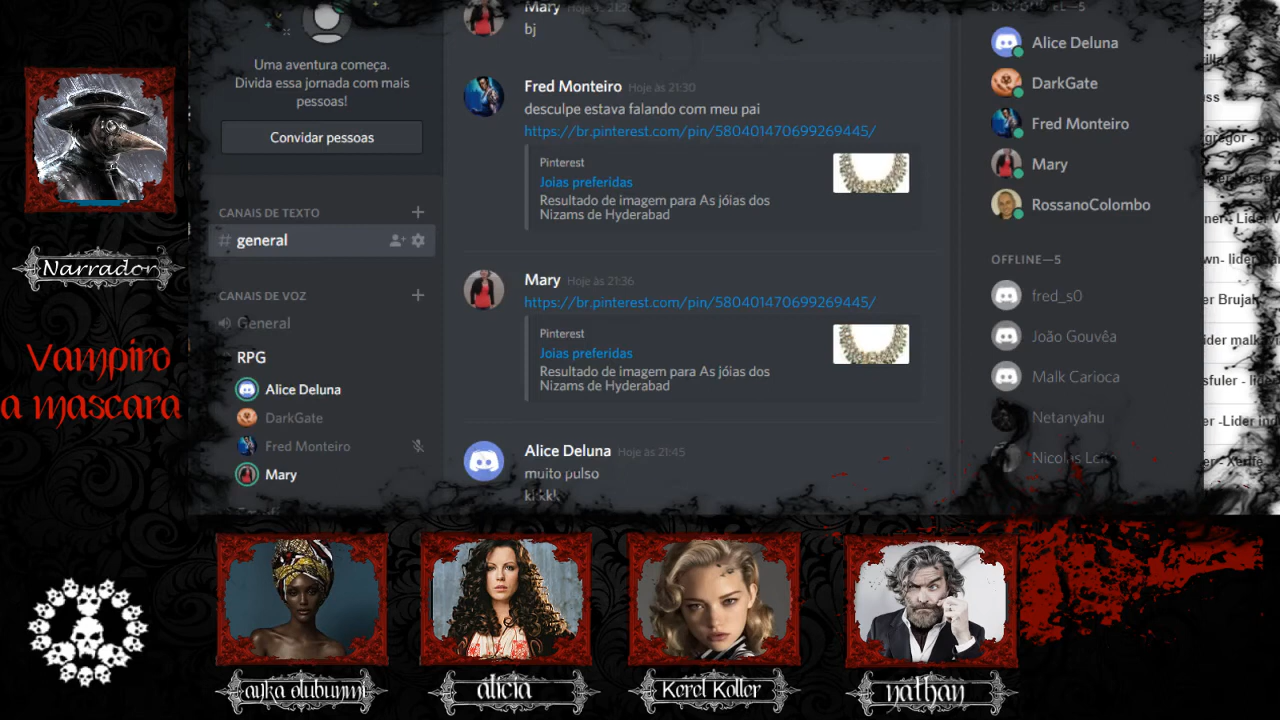 Narrador
Vampiro
a mascara
Uma aventura começa.
Divida essa jornada com mais
pessoas!
Convidar pessoas
CANAIS DE TEXTO
# general
CANAIS DE VOZ
General
RPG
Alice Deluna
DarkGate
Fred Monteiro
Mary
Mary
bj
Fred Monteiro Hoje às 21:30
desculpe estava falando com meu pai
https://br.pinterest.com/pin/580401470699269445/
Pinterest
Joias preferidas
Resultado de imagem para As jóias dos
Nizams de Hyderabad
Mary Hoje às 21:36
https://br.pinterest.com/pin/580401470699269445/
Pinterest
Joias preferidas
Resultado de imagem para As jóias dos
Nizams de Hyderabad
Alice Deluna Hoje às 21:45
muito pulso
Alice Deluna
DarkGate
Fred Monteiro
Mary
RossanoColombo
OFFLINE—5
fred_s0
João Gouvêa
Malk Carioca
Netanyahu
Nicolas
ayka olubunmi
alicia
Kerel Koller
nathan